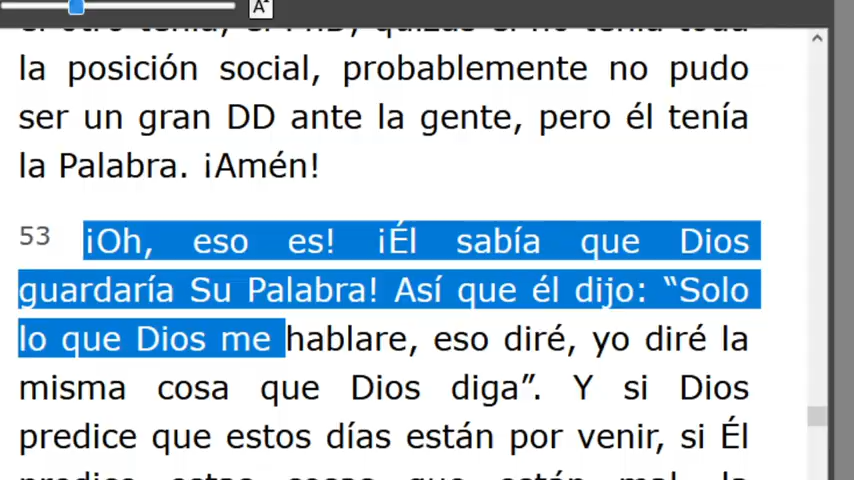 A
la posición social, probablemente no pudo
ser un gran DD ante la gente, pero él tenía
la Palabra. ¡Amén!
53 ¡Oh, eso es! ¡Él sabía que Dios
guardaría Su Palabra! Así que él dijo: “Solo
lo que Dios me hablare, eso diré, yo diré la
misma cosa que Dios diga”. Y si Dios
predice que estos días están por venir, si Él